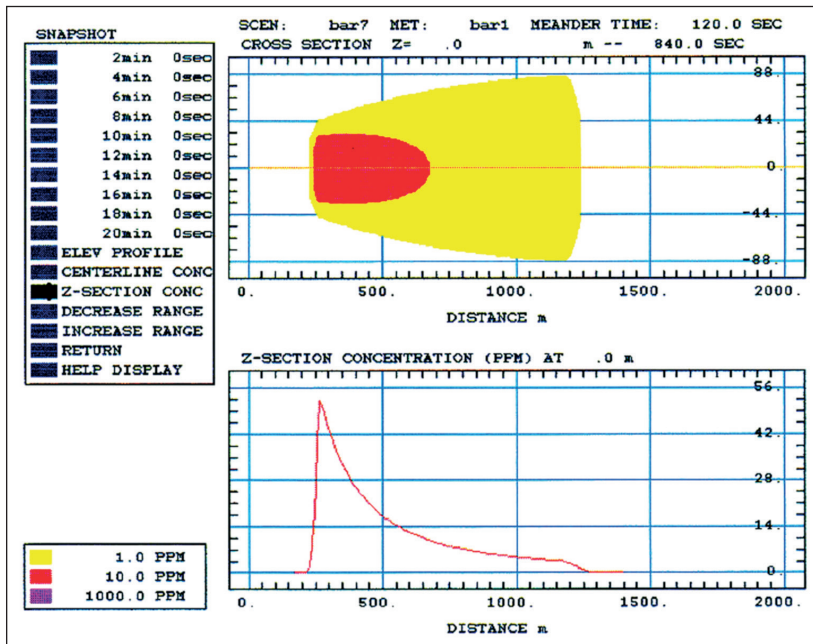 SNAPSHOT
2min 0sec
4min 0sec
6min 0sec
8min 0sec
10min 0sec
12min 0sec
14min 0sec
16min 0sec
18min 0sec
20min 0sec
ELEV PROFILE
CENTERLINE CONC
Z-SECTION CONC
DECREASE RANGE
INCREASE RANGE
RETURN
HELP DISPLAY
1.0 PPM
10.0 PPM
1000.0 PPM
SCEN: bar7 MET: bar1 MEANDER TIME: 120.0 SEC
CROSS SECTION Z= .0 m -- 840.0 SEC
88.
44.
0.
-44.
-88.
0. 500. 1000. 1500. 2000.
DISTANCE m
Z-SECTION CONCENTRATION (PPM) AT .0 m
56.
42.
28.
14.
0.
0. 500. 1000. 1500. 2000.
DISTANCE m